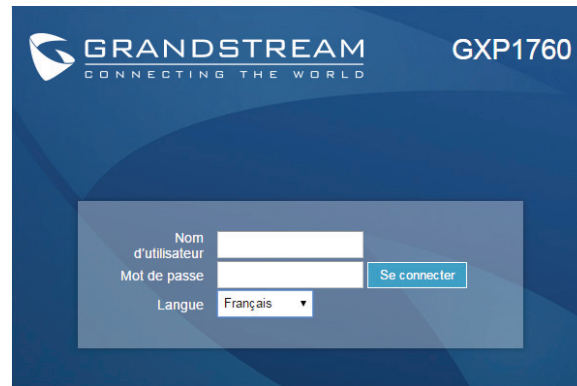 GRANDSTREAM
CONNECTING THE WORLD
GXP1760
Nom
d'utilisateur
Mot de passe
Se connecter
Langue
Français